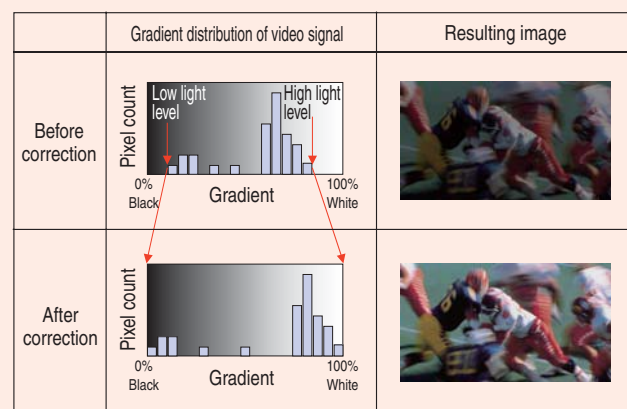 Gradient distribution of video signal
Resulting image
Before
correction
Pixel count
Low light
level
High light
level
0%
Black
Gradient
100%
White
After
correction
Pixel count
0%
Black
Gradient
100%
White